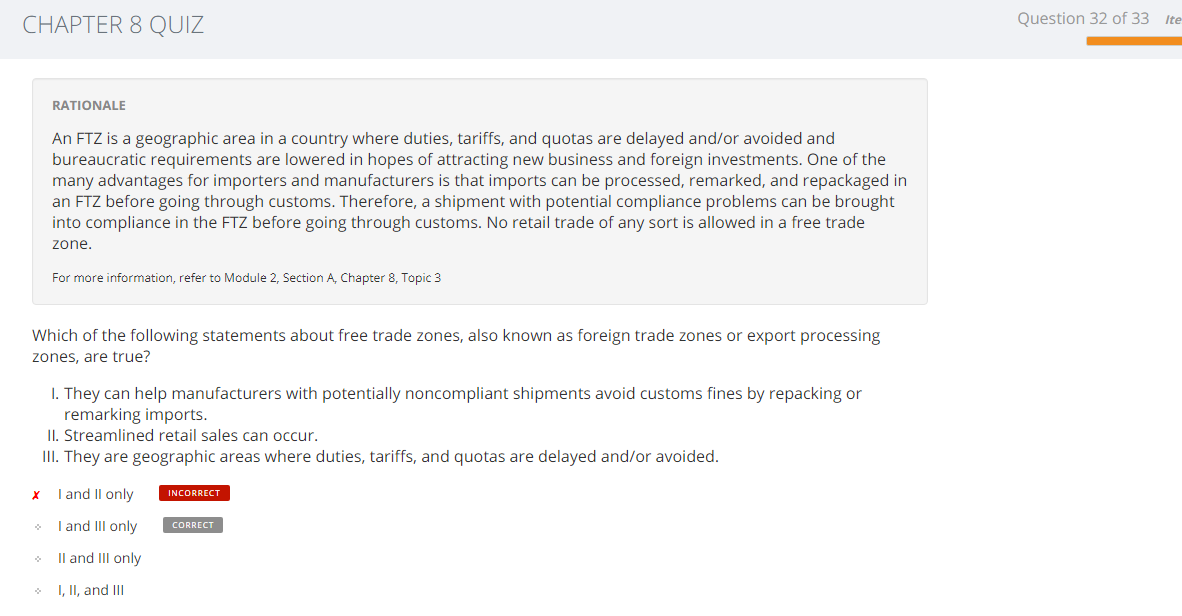 CHAPTER 8 QUIZ
Question 32 of 33 Ite
RATIONALE
An FTZ is a geographic area in a country where duties, tariffs, and quotas are delayed and/or avoided and
bureaucratic requirements are lowered in hopes of attracting new business and foreign investments. One of the
many advantages for importers and manufacturers is that imports can be processed, remarked, and repackaged in
an FTZ before going through customs. Therefore, a shipment with potential compliance problems can be brought
into compliance in the FTZ before going through customs. No retail trade of any sort is allowed in a free trade
zone.
For more information, refer to Module 2, Section A, Chapter 8, Topic 3
Which of the following statements about free trade zones, also known as foreign trade zones or export processing
zones, are true?
I. They can help manufacturers with potentially noncompliant shipments avoid customs fines by repacking or
remarking imports.
II. Streamlined retail sales can occur.
III. They are geographic areas where duties, tariffs, and quotas are delayed and/or avoided.
✗ I and II only INCORRECT
I and III only CORRECT
II and III only
I, II, and III